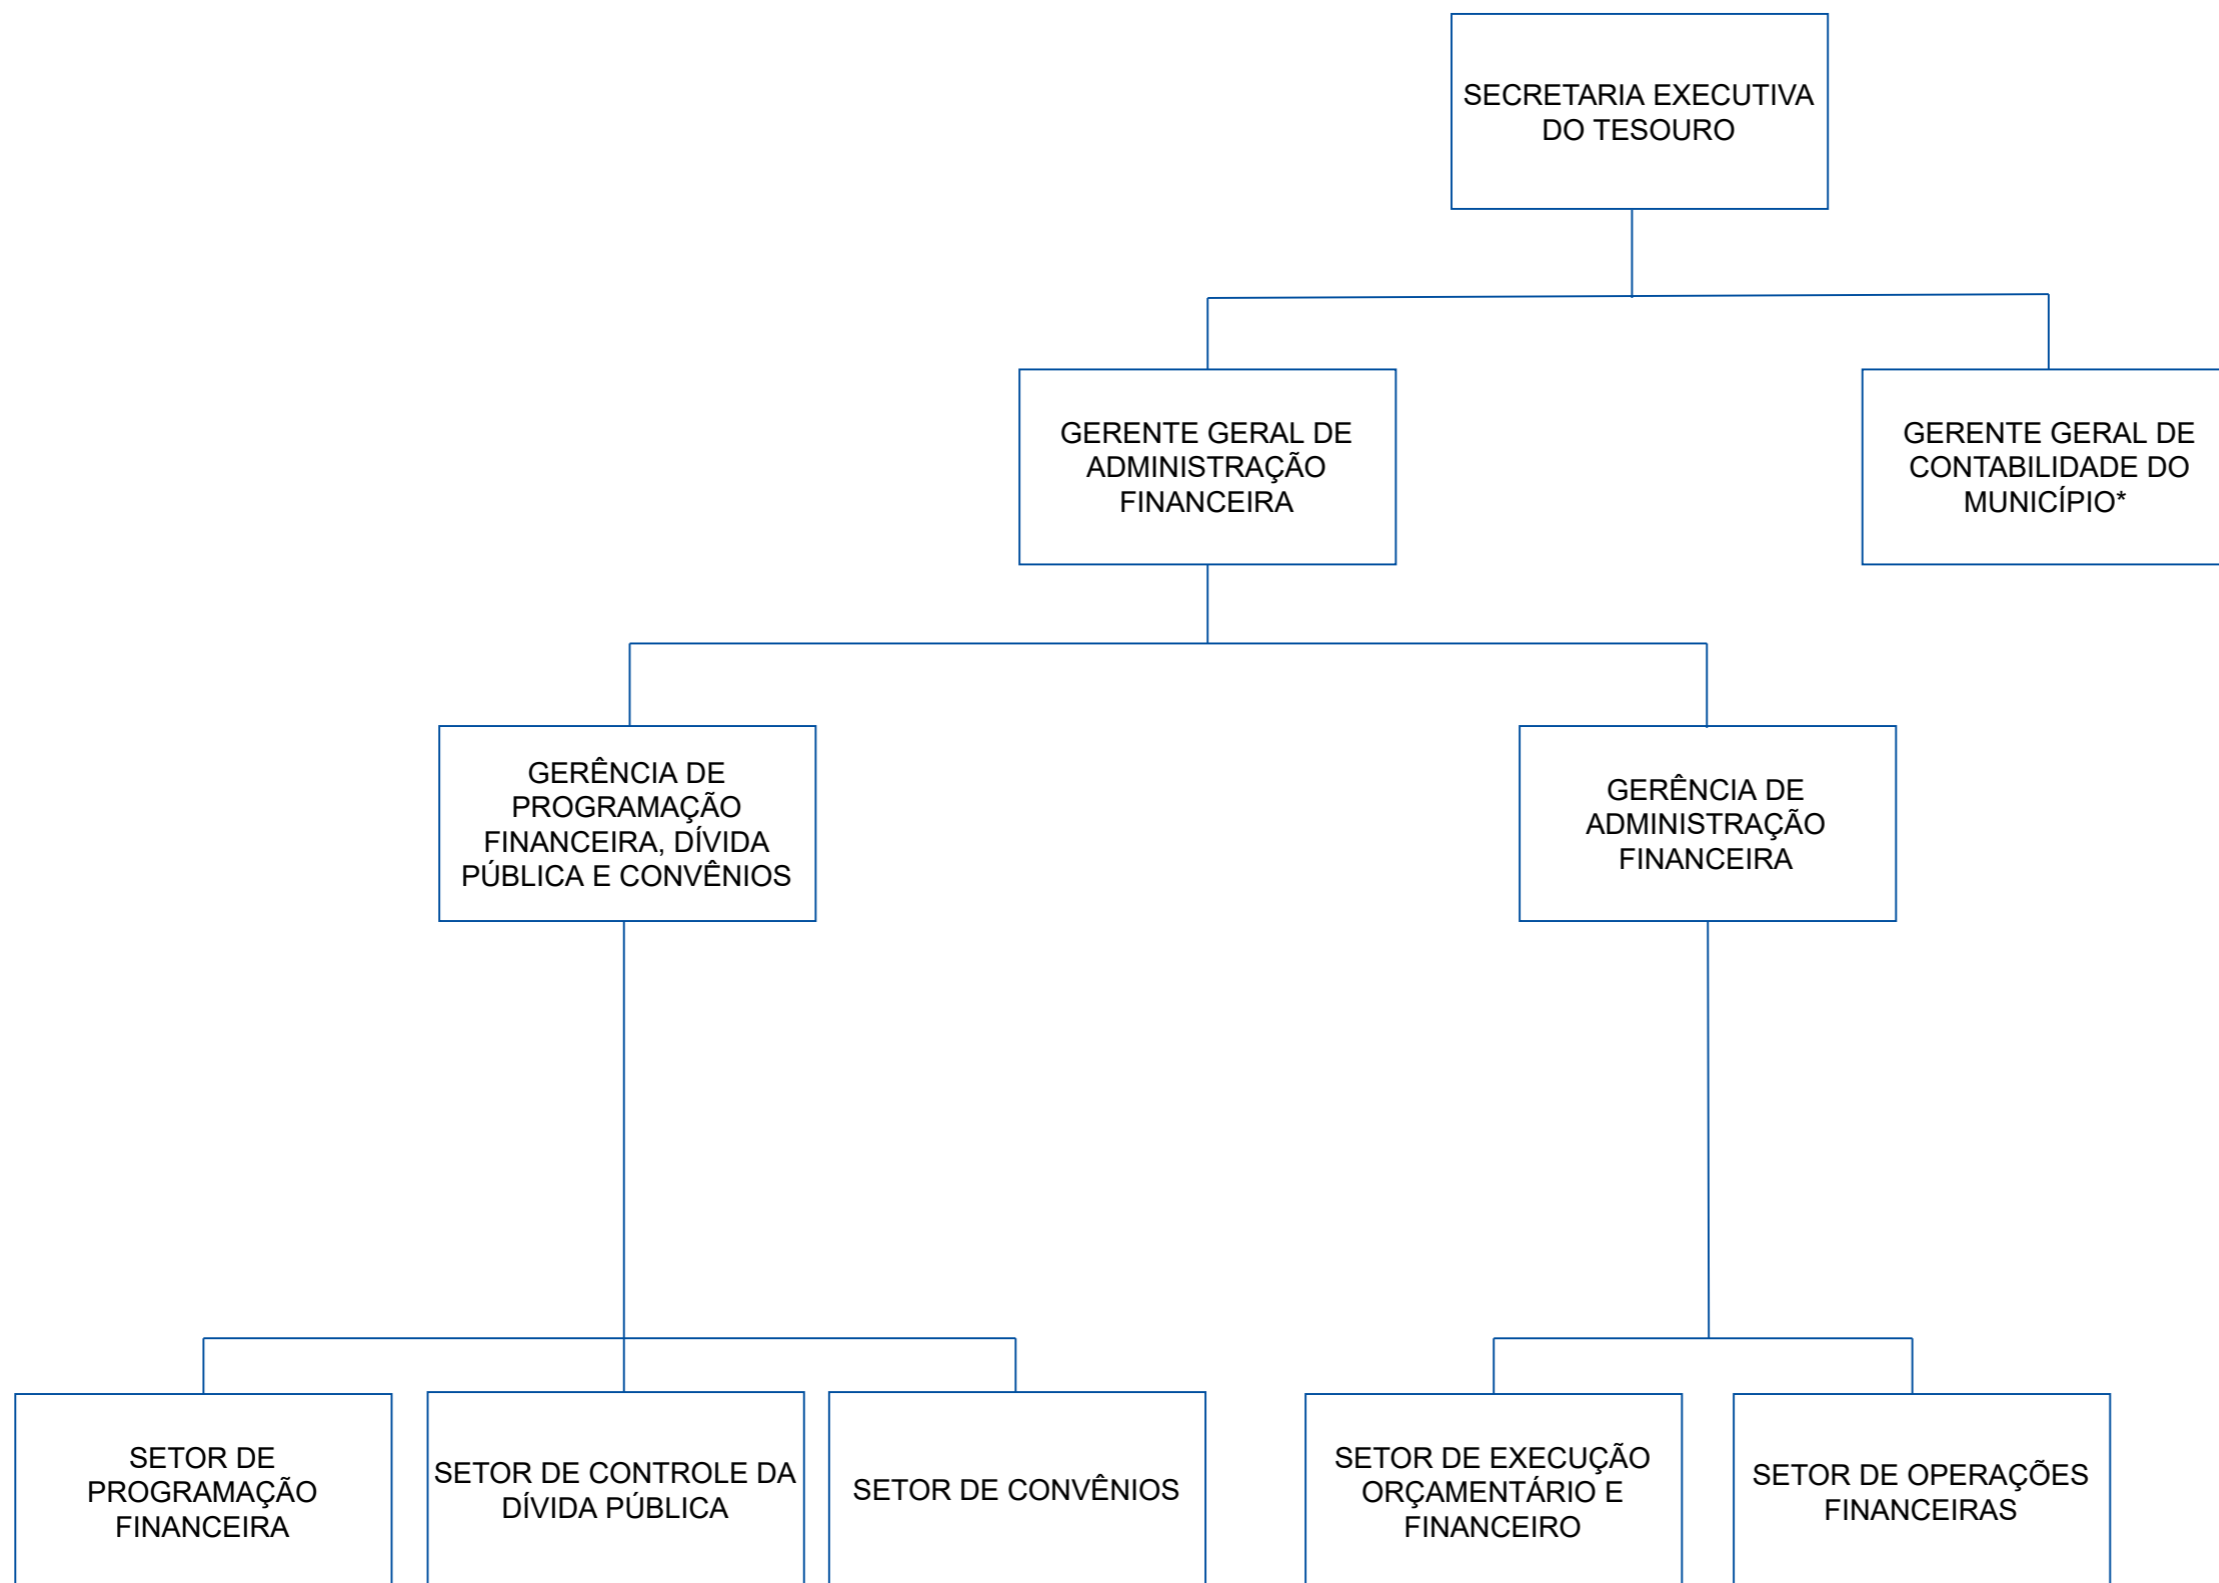 SECRETARIA EXECUTIVA
DO TESOURO
GERENTE GERAL DE
ADMINISTRAÇÃO
FINANCEIRA
GERENTE GERAL DE
CONTABILIDADE DO
MUNICÍPIO*
GERÊNCIA DE
PROGRAMAÇÃO
FINANCEIRA, DÍVIDA
PÚBLICA E CONVÊNIOS
GERÊNCIA DE
ADMINISTRAÇÃO
FINANCEIRA
SETOR DE
PROGRAMAÇÃO
FINANCEIRA
SETOR DE CONTROLE DA
DÍVIDA PÚBLICA
SETOR DE CONVÊNIOS
SETOR DE EXECUÇÃO
ORÇAMENTÁRIO E
FINANCEIRO
SETOR DE OPERAÇÕES
FINANCEIRAS